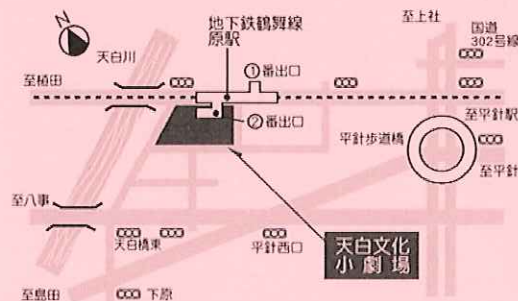 N
至上社
国道
302号線
地下鉄鶴舞線
原駅
天白川
①番出口
至植田
至平針駅
②番出口
平針歩道橋
至平針
至八事
天白橋東
平針西口
天白文化
小劇場
至島田
下原